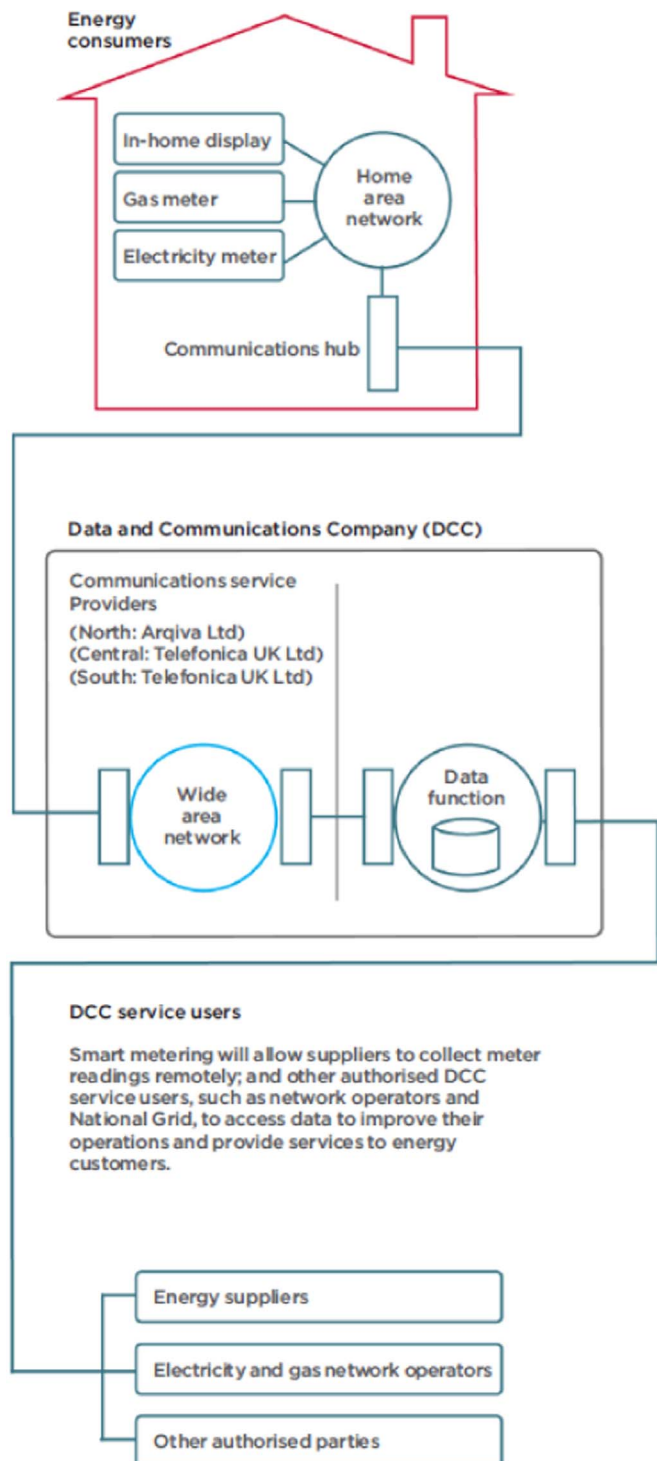 Energy
consumers
In-home display
Gas meter
Electricity meter
Home
area
network
Communications hub
Data and Communications Company (DCC)
Communications service
Providers
(North: Arqiva Ltd)
(Central: Telefonica UK Ltd)
(South: Telefonica UK Ltd)
Wide
area
network
Data
function
DCC service users
Smart metering will allow suppliers to collect meter
readings remotely; and other authorised DCC
service users, such as network operators and
National Grid, to access data to improve their
operations and provide services to energy
customers.
Energy suppliers
Electricity and gas network operators
Other authorised parties